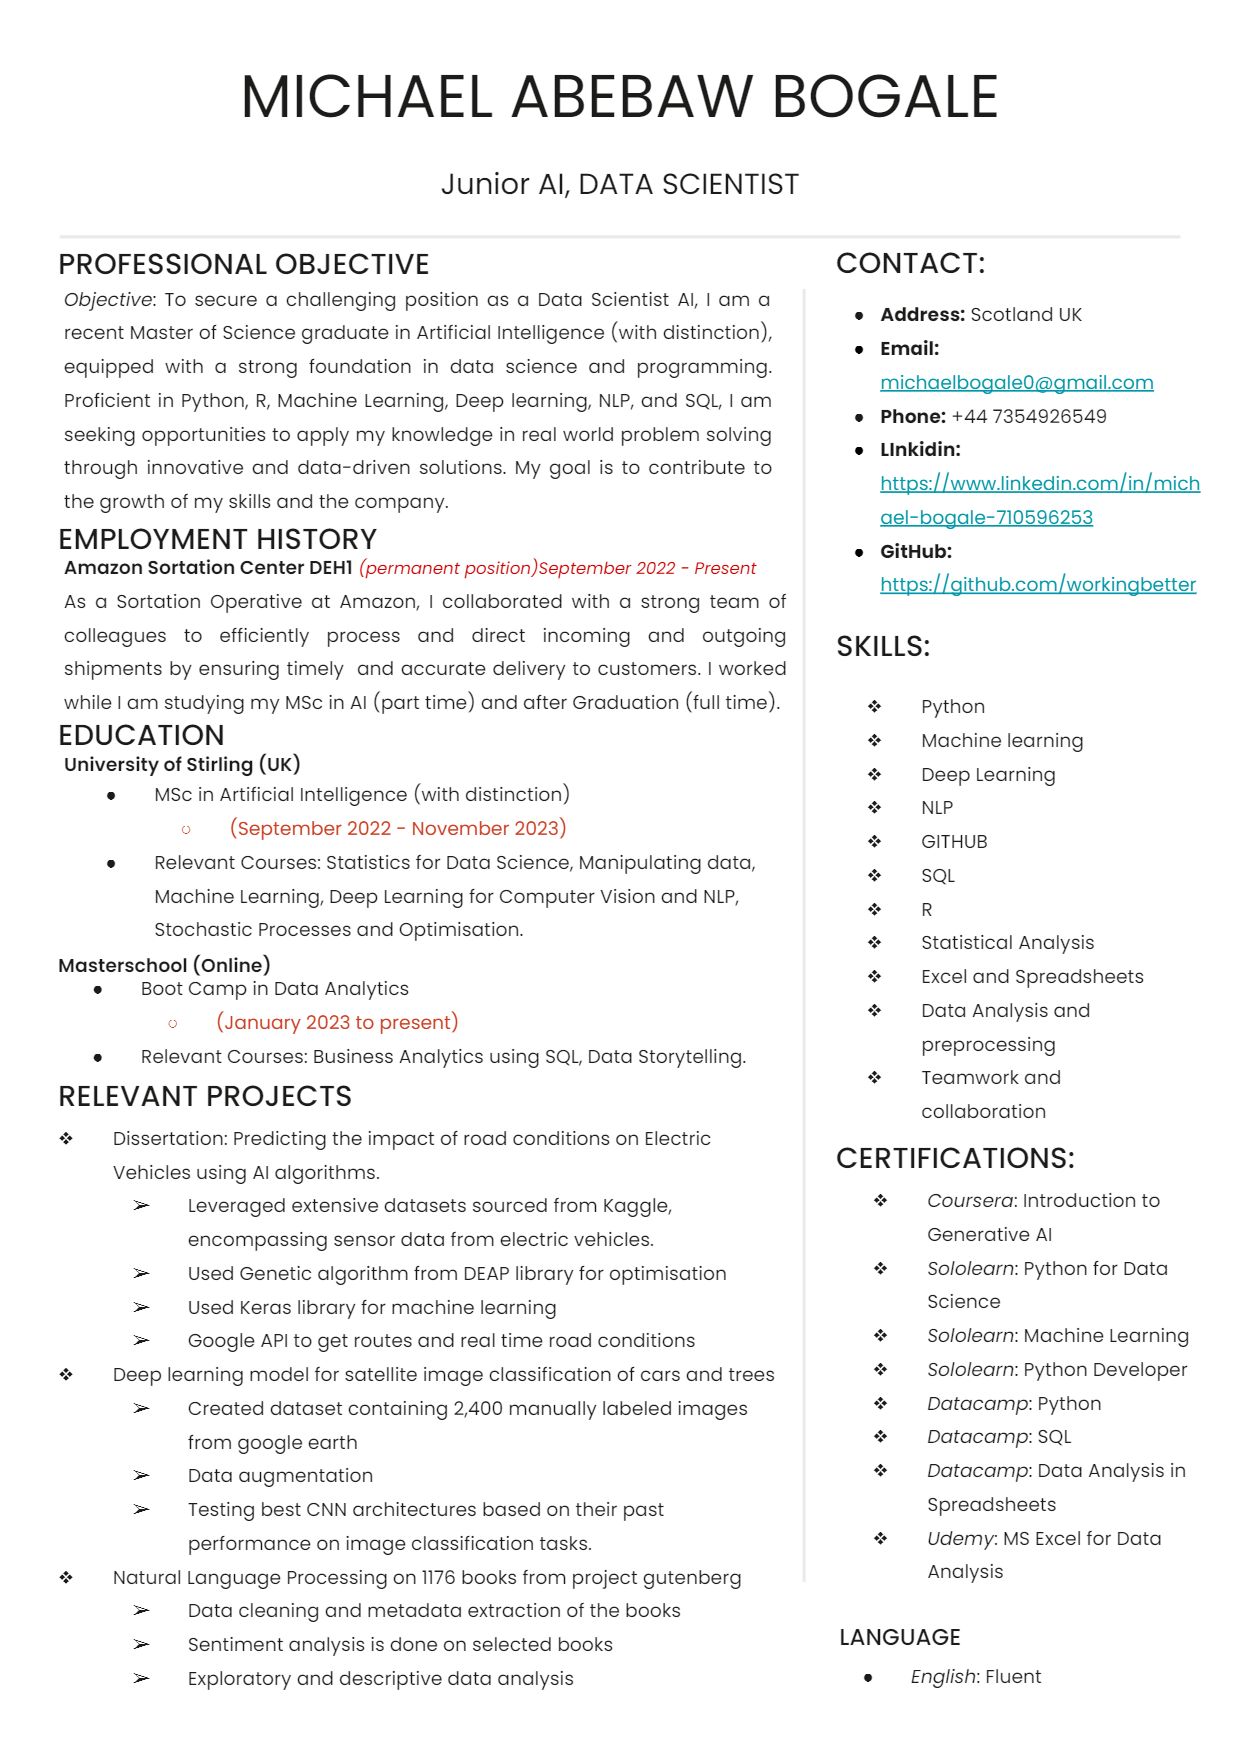 MICHAEL ABEBAW BOGALE
Junior AI, DATA SCIENTIST
PROFESSIONAL OBJECTIVE
Objective: To secure a challenging position as a Data Scientist AI, I am a
recent Master of Science graduate in Artificial Intelligence (with distinction),
equipped with a strong foundation in data science and programming.
Proficient in Python, R, Machine Learning, Deep learning, NLP, and SQL, I am
seeking opportunities to apply my knowledge in real world problem solving
through innovative and data-driven solutions. My goal is to contribute to
the growth of my skills and the company.
EMPLOYMENT HISTORY
Amazon Sortation Center DEH1 (permanent position)September 2022 - Present
As a Sortation Operative at Amazon, I collaborated with a strong team of
colleagues to efficiently process and direct incoming and outgoing
shipments by ensuring timely and accurate delivery to customers. I worked
while I am studying my MSc in AI (part time) and after Graduation (full time).
EDUCATION
University of Stirling (UK)
● MSc in Artificial Intelligence (with distinction)
○ (September 2022 - November 2023)
● Relevant Courses: Statistics for Data Science, Manipulating data,
Machine Learning, Deep Learning for Computer Vision and NLP,
Stochastic Processes and Optimisation.
Masterschool (Online)
● Boot Camp in Data Analytics
○ (January 2023 to present)
● Relevant Courses: Business Analytics using SQL, Data Storytelling.
RELEVANT PROJECTS
❖ Dissertation: Predicting the impact of road conditions on Electric
Vehicles using AI algorithms.
➢ Leveraged extensive datasets sourced from Kaggle,
encompassing sensor data from electric vehicles.
➢ Used Genetic algorithm from DEAP library for optimisation
➢ Used Keras library for machine learning
➢ Google API to get routes and real time road conditions
❖ Deep learning model for satellite image classification of cars and trees
➢ Created dataset containing 2,400 manually labeled images
from google earth
➢ Data augmentation
➢ Testing best CNN architectures based on their past
performance on image classification tasks.
❖ Natural Language Processing on 1176 books from project gutenberg
➢ Data cleaning and metadata extraction of the books
➢ Sentiment analysis is done on selected books
➢ Exploratory and descriptive data analysis
CONTACT:
● Address: Scotland UK
● Email:
michaelbogale0@gmail.com
● Phone: +44 7354926549
● LInkidin:
https://www.linkedin.com/in/mich
ael-bogale-710596253
● GitHub:
https://github.com/workingbetter
SKILLS:
❖ Python
❖ Machine learning
❖ Deep Learning
❖ NLP
❖ GITHUB
❖ SQL
❖ R
❖ Statistical Analysis
❖ Excel and Spreadsheets
❖ Data Analysis and
preprocessing
❖ Teamwork and
collaboration
CERTIFICATIONS:
❖ Coursera: Introduction to
Generative AI
❖ Sololearn: Python for Data
Science
❖ Sololearn: Machine Learning
❖ Sololearn: Python Developer
❖ Datacamp: Python
❖ Datacamp: SQL
❖ Datacamp: Data Analysis in
Spreadsheets
❖ Udemy: MS Excel for Data
Analysis
LANGUAGE
● English: Fluent